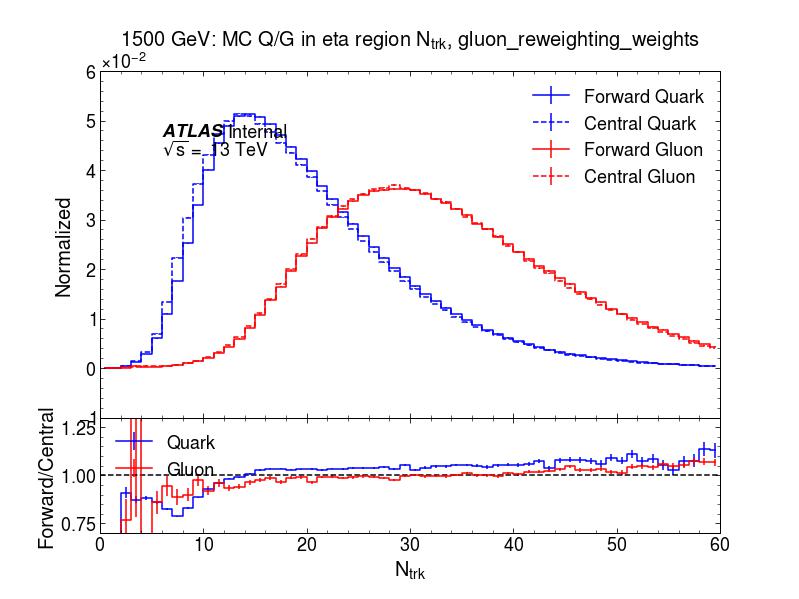 1500 GeV: MC Q/G in eta region N_trk, gluon_reweighting_weights
×10⁻²
6
5
4
3
2
1
0
−1
Normalized
ATLAS Internal
√s = 13 TeV
Forward Quark
Central Quark
Forward Gluon
Central Gluon
1.25
1.00
0.75
Forward/Central
Quark
Gluon
0 10 20 30 40 50 60
N_trk